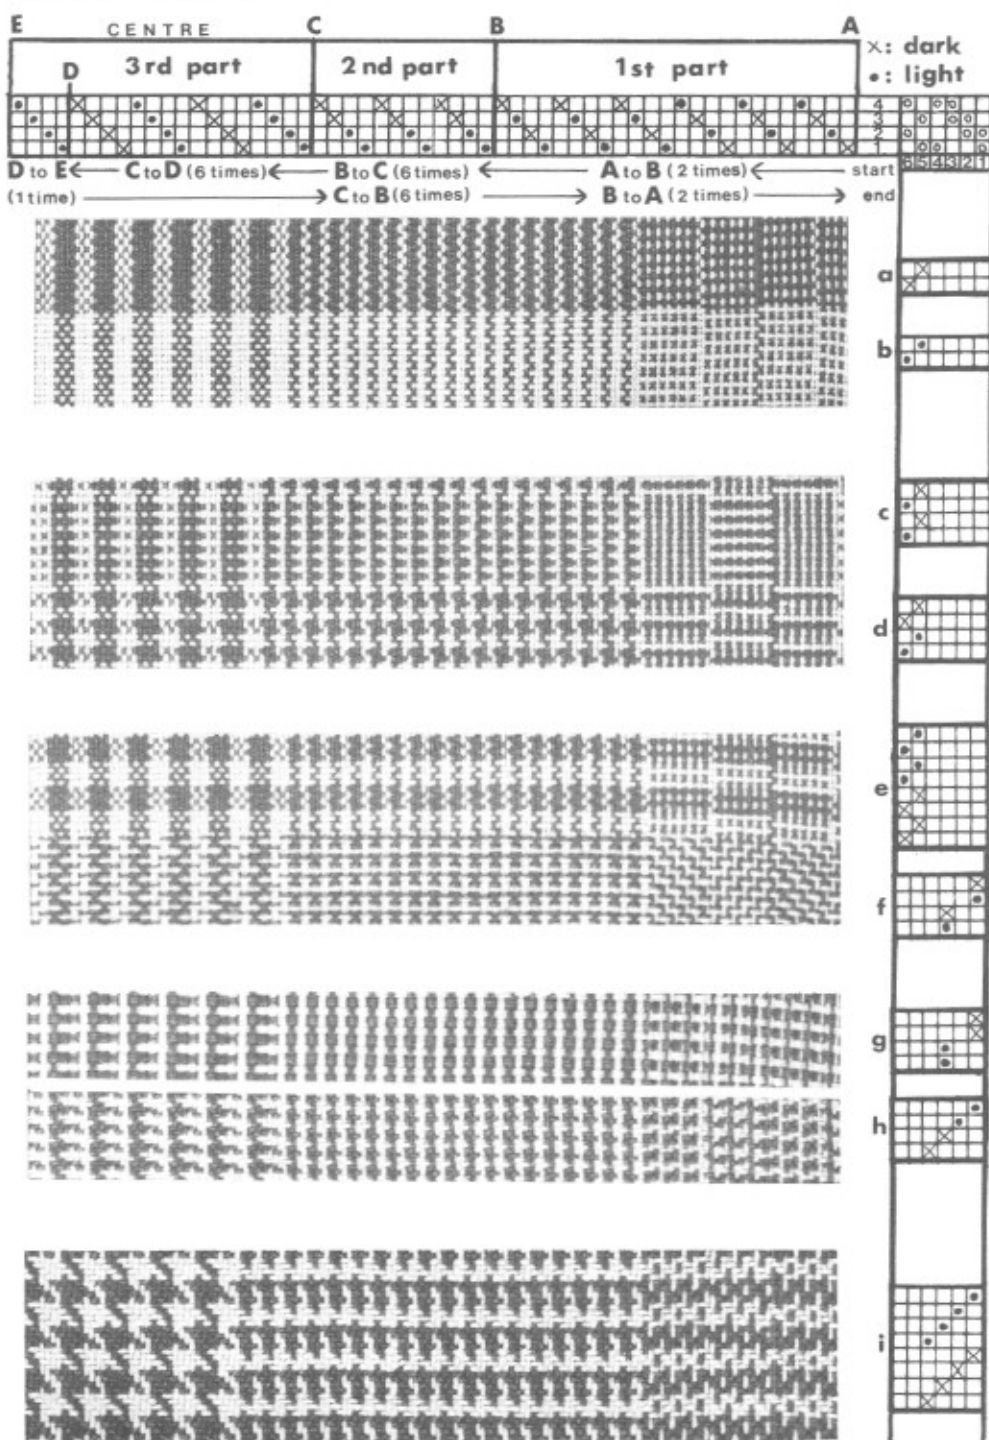 E CENTRE C B A
D 3rd part 2nd part 1st part
×: dark
•: light
4
3
2
1
6 5 4 3 2 1
D to E← C to D (6 times)← B to C (6 times) ← A to B (2 times)← start
(1 time) → C to B (6 times) → B to A (2 times) → end
a
b
c
d
e
f
g
h
i